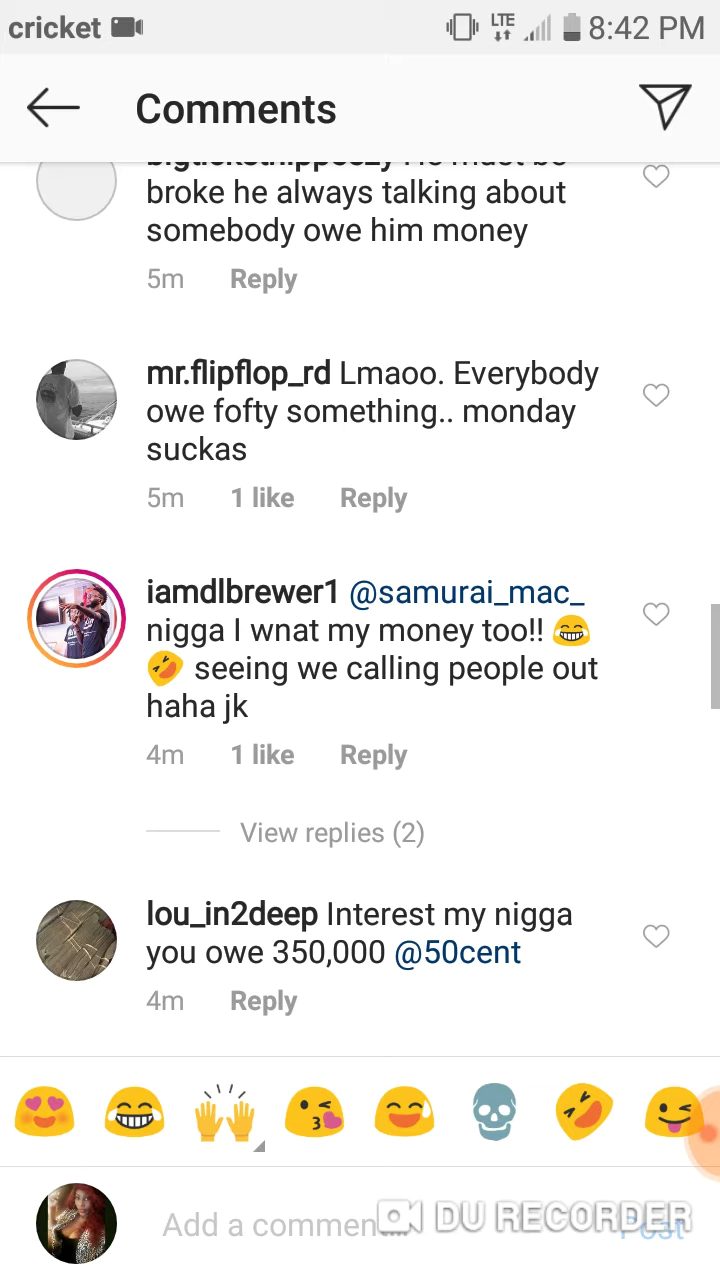 cricket LTE 8:42 PM
Comments
broke he always talking about
somebody owe him money
5m Reply
mr.flipflop_rd Lmaoo. Everybody
owe fofty something.. monday
suckas
5m 1 like Reply
iamdlbrewer1 @samurai_mac_
nigga I wnat my money too!! 😂
🤣 seeing we calling people out
haha jk
4m 1 like Reply
View replies (2)
lou_in2deep Interest my nigga
you owe 350,000 @50cent
4m Reply
Add a commen
DU RECORDER
Post